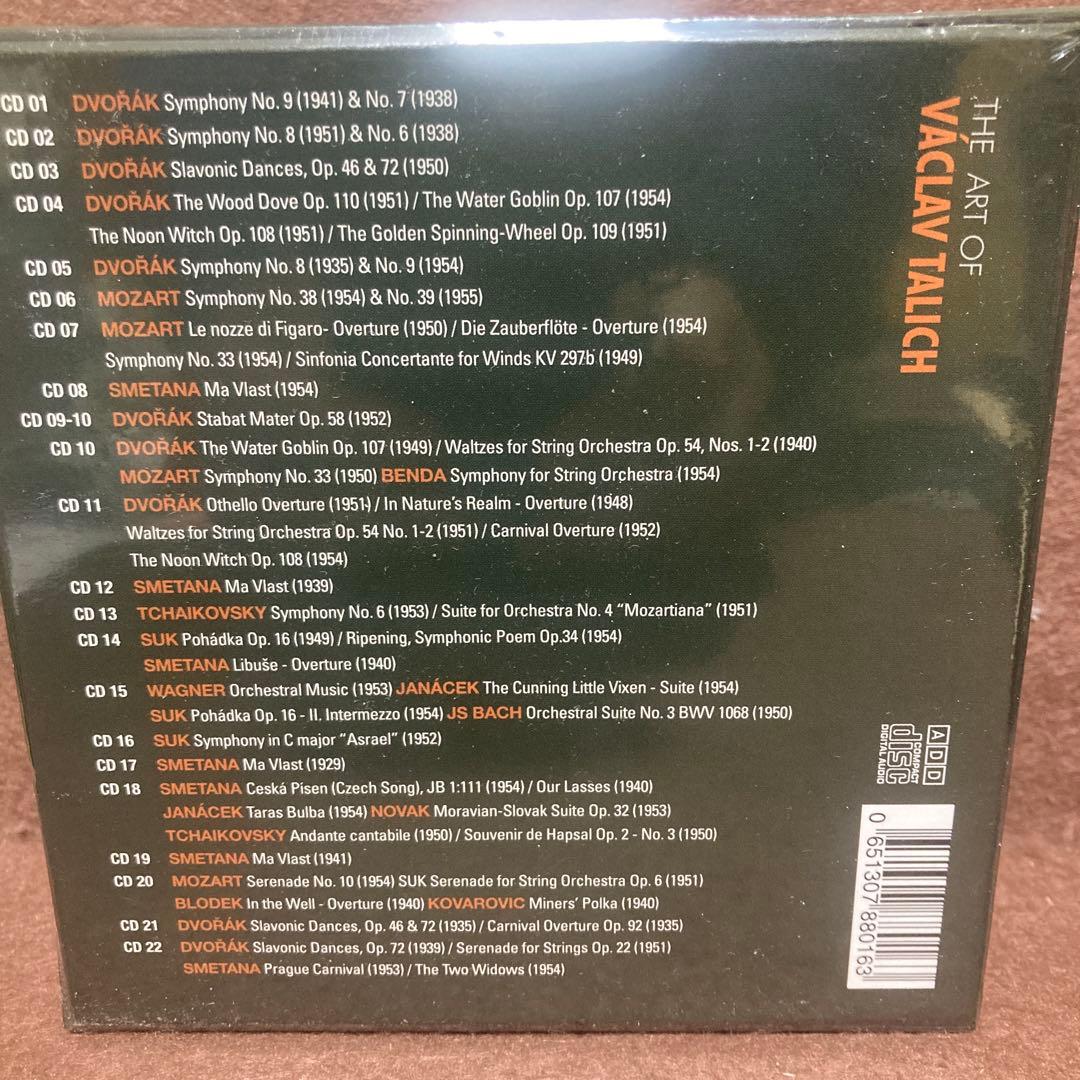 CD 01 DVOŘÁK Symphony No. 9 (1941) & No. 7 (1938)
CD 02 DVOŘÁK Symphony No. 8 (1951) & No. 6 (1938)
CD 03 DVOŘÁK Slavonic Dances, Op. 46 & 72 (1950)
CD 04 DVOŘÁK The Wood Dove Op. 110 (1951) / The Water Goblin Op. 107 (1954)
The Noon Witch Op. 108 (1951) / The Golden Spinning-Wheel Op. 109 (1951)
CD 05 DVOŘÁK Symphony No. 8 (1935) & No. 9 (1954)
CD 06 MOZART Symphony No. 38 (1954) & No. 39 (1955)
CD 07 MOZART Le nozze di Figaro- Overture (1950) / Die Zauberflöte - Overture (1954)
Symphony No. 33 (1954) / Sinfonia Concertante for Winds KV 297b (1949)
CD 08 SMETANA Ma Vlast (1954)
CD 09-10 DVOŘÁK Stabat Mater Op. 58 (1952)
CD 10 DVOŘÁK The Water Goblin Op. 107 (1949) / Waltzes for String Orchestra Op. 54, Nos. 1-2 (1940)
MOZART Symphony No. 33 (1950) BENDA Symphony for String Orchestra (1954)
CD 11 DVOŘÁK Othello Overture (1951) / In Nature's Realm - Overture (1948)
Waltzes for String Orchestra Op. 54 No. 1-2 (1951) / Carnival Overture (1952)
The Noon Witch Op. 108 (1954)
CD 12 SMETANA Ma Vlast (1939)
CD 13 TCHAIKOVSKY Symphony No. 6 (1953) / Suite for Orchestra No. 4 “Mozartiana” (1951)
CD 14 SUK Pohádka Op. 16 (1949) / Ripening, Symphonic Poem Op.34 (1954)
SMETANA Libuše - Overture (1940)
CD 15 WAGNER Orchestral Music (1953) JANÁCEK The Cunning Little Vixen - Suite (1954)
SUK Pohádka Op. 16 - II. Intermezzo (1954) JS BACH Orchestral Suite No. 3 BWV 1068 (1950)
CD 16 SUK Symphony in C major “Asrael” (1952)
CD 17 SMETANA Ma Vlast (1929)
CD 18 SMETANA Ceská Písen (Czech Song), JB 1:111 (1954) / Our Lasses (1940)
JANÁCEK Taras Bulba (1954) NOVAK Moravian-Slovak Suite Op. 32 (1953)
TCHAIKOVSKY Andante cantabile (1950) / Souvenir de Hapsal Op. 2 - No. 3 (1950)
CD 19 SMETANA Ma Vlast (1941)
CD 20 MOZART Serenade No. 10 (1954) SUK Serenade for String Orchestra Op. 6 (1951)
BLODEK In the Well - Overture (1940) KOVAROVIC Miners' Polka (1940)
CD 21 DVOŘÁK Slavonic Dances, Op. 46 & 72 (1935) / Carnival Overture Op. 92 (1935)
CD 22 DVOŘÁK Slavonic Dances, Op. 72 (1939) / Serenade for Strings Op. 22 (1951)
SMETANA Prague Carnival (1953) / The Two Widows (1954)
THE ART OF
VÁCLAV TALICH
ADD
COMPACT
disc
DIGITAL AUDIO
0 651307 880163